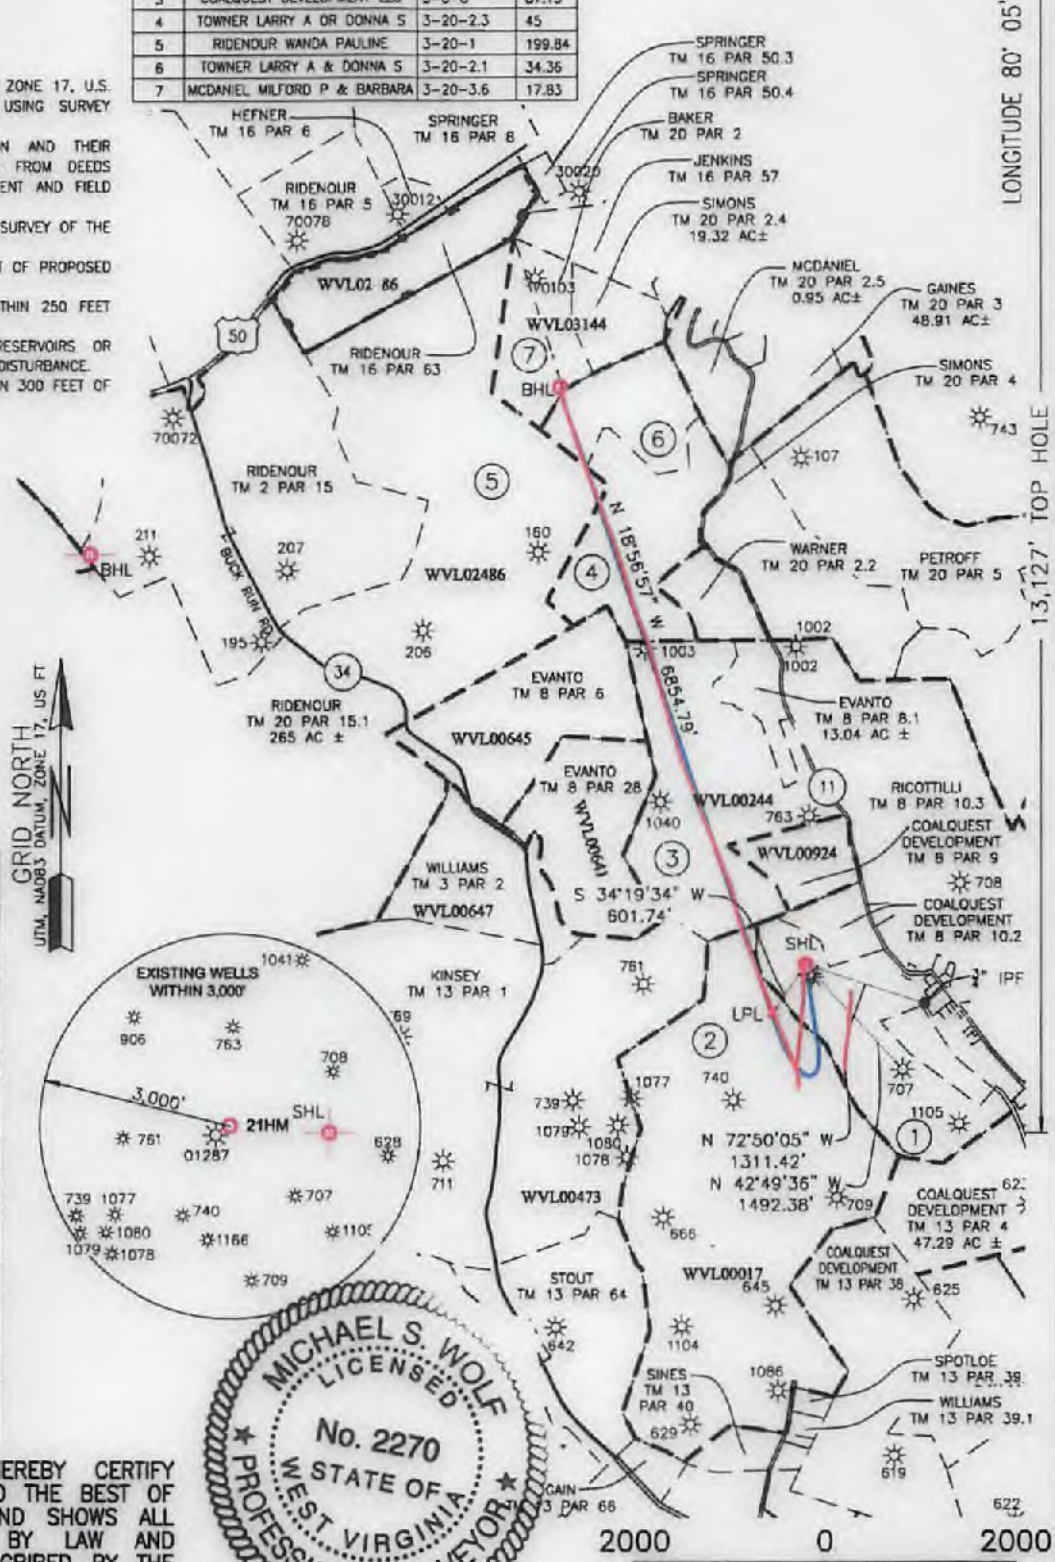 4 TOWNER LARRY A OR DONNA S 3-20-2.3 45
5 RIDENOUR WANDA PAULINE 3-20-1 199.84
6 TOWNER LARRY A & DONNA S 3-20-2.1 34.36
7 MCDANIEL MILFORD P & BARBARA 3-20-3.6 17.83
ZONE 17, U.S.
USING SURVEY
AND THEIR
FROM DEEDS
AND FIELD
SURVEY OF THE
OF PROPOSED
250 FEET
RESERVOIRS OR
DISTURBANCE.
300 FEET OF
LONGITUDE 80° 05'
13,127' TOP HOLE
HEFNER
TM 16 PAR 6
SPRINGER
TM 16 PAR 8
SPRINGER
TM 16 PAR 50.3
SPRINGER
TM 16 PAR 50.4
BAKER
TM 20 PAR 2
JENKINS
TM 16 PAR 57
SIMONS
TM 20 PAR 2.4
19.32 AC±
RIDENOUR
TM 16 PAR 5
70078
30012
30020
WVL02 86
70103
WVL03144
MCDANIEL
TM 20 PAR 2.5
0.95 AC±
GAINES
TM 20 PAR 3
48.91 AC±
50
RIDENOUR
TM 16 PAR 63
7
BHL
SIMONS
TM 20 PAR 4
70072
743
6
107
RIDENOUR
TM 2 PAR 15
5
211
BHL
207
160
N 18°56'57" W
6854.79'
WARNER
TM 20 PAR 2.2
PETROFF
TM 20 PAR 5
BUCK RUN RD
WVL02486
4
195
206
1003
1002
1002
34
EVANTO
TM 8 PAR 6
RIDENOUR
TM 20 PAR 15.1
265 AC ±
EVANTO
TM 8 PAR 8.1
13.04 AC ±
WVL00645
GRID NORTH
UTM, NAD83 DATUM, ZONE 17, US FT
EVANTO
TM 8 PAR 28
WVL00641
1040
WVL00244
763
11
RICOTTILLI
TM 8 PAR 10.3
COALQUEST
DEVELOPMENT
TM 8 PAR 9
WVL00924
3
WILLIAMS
TM 3 PAR 2
WVL00647
S 34°19'34" W
601.74'
708
COALQUEST
DEVELOPMENT
TM 8 PAR 10.2
SHL
IPF
EXISTING WELLS
WITHIN 3,000'
1041
KINSEY
TM 13 PAR 1
761
906
763
69
LPL
708
2
3,000'
SHL
21HM
707
739
1077
740
761
01287
628
1079
1080
1105
1078
N 72°50'05" W
1311.42'
1
711
N 42°49'36" W
1492.38'
707
739
1077
740
WVL00473
709
COALQUEST
DEVELOPMENT
TM 13 PAR 4
47.29 AC ±
1080
1166
1079
1078
666
709
STOUT
TM 13 PAR 64
WVL00017
645
COALQUEST
DEVELOPMENT
TM 13 PAR 38
625
642
1104
SINES
TM 13
PAR 40
1086
SPOTLOE
TM 13 PAR 39
WILLIAMS
TM 13 PAR 39.1
629
619
GAIN
TM 13 PAR 66
622
MICHAEL S. WOLF
LICENSED
No. 2270
STATE OF
WEST VIRGINIA
HEREBY CERTIFY
THE BEST OF
AND SHOWS ALL
BY LAW AND
BY THE
2000 0 2000